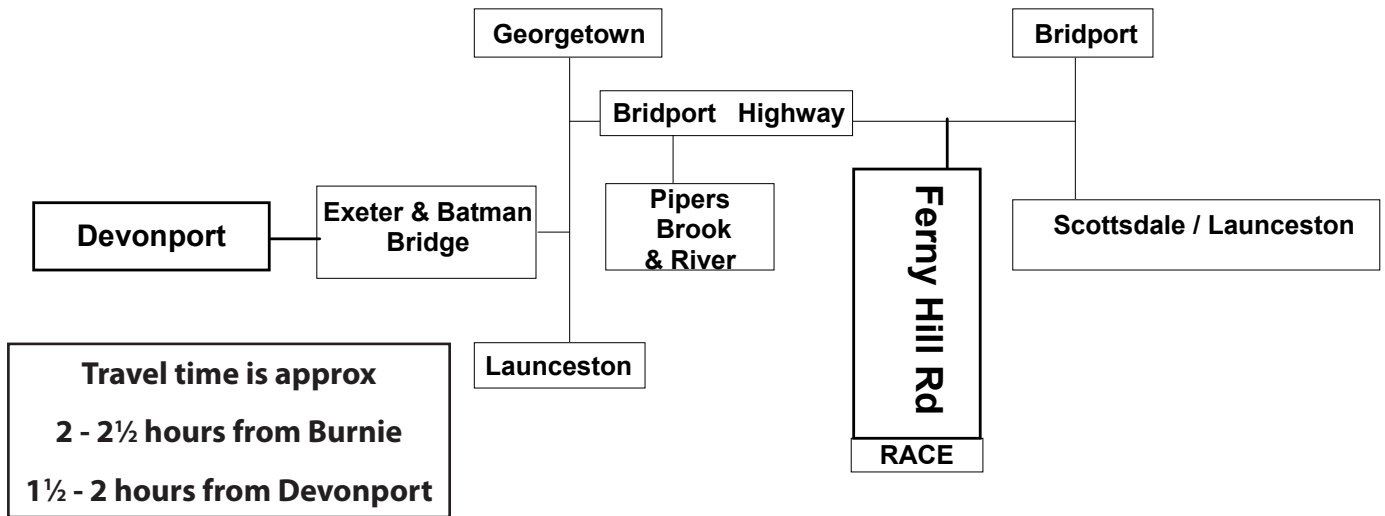 Georgetown
Bridport
Bridport Highway
Devonport
Exeter & Batman
Bridge
Pipers
Brook
& River
Ferny Hill Rd
Scottsdale / Launceston
Launceston
RACE
Travel time is approx
2 - 2½ hours from Burnie
1½ - 2 hours from Devonport